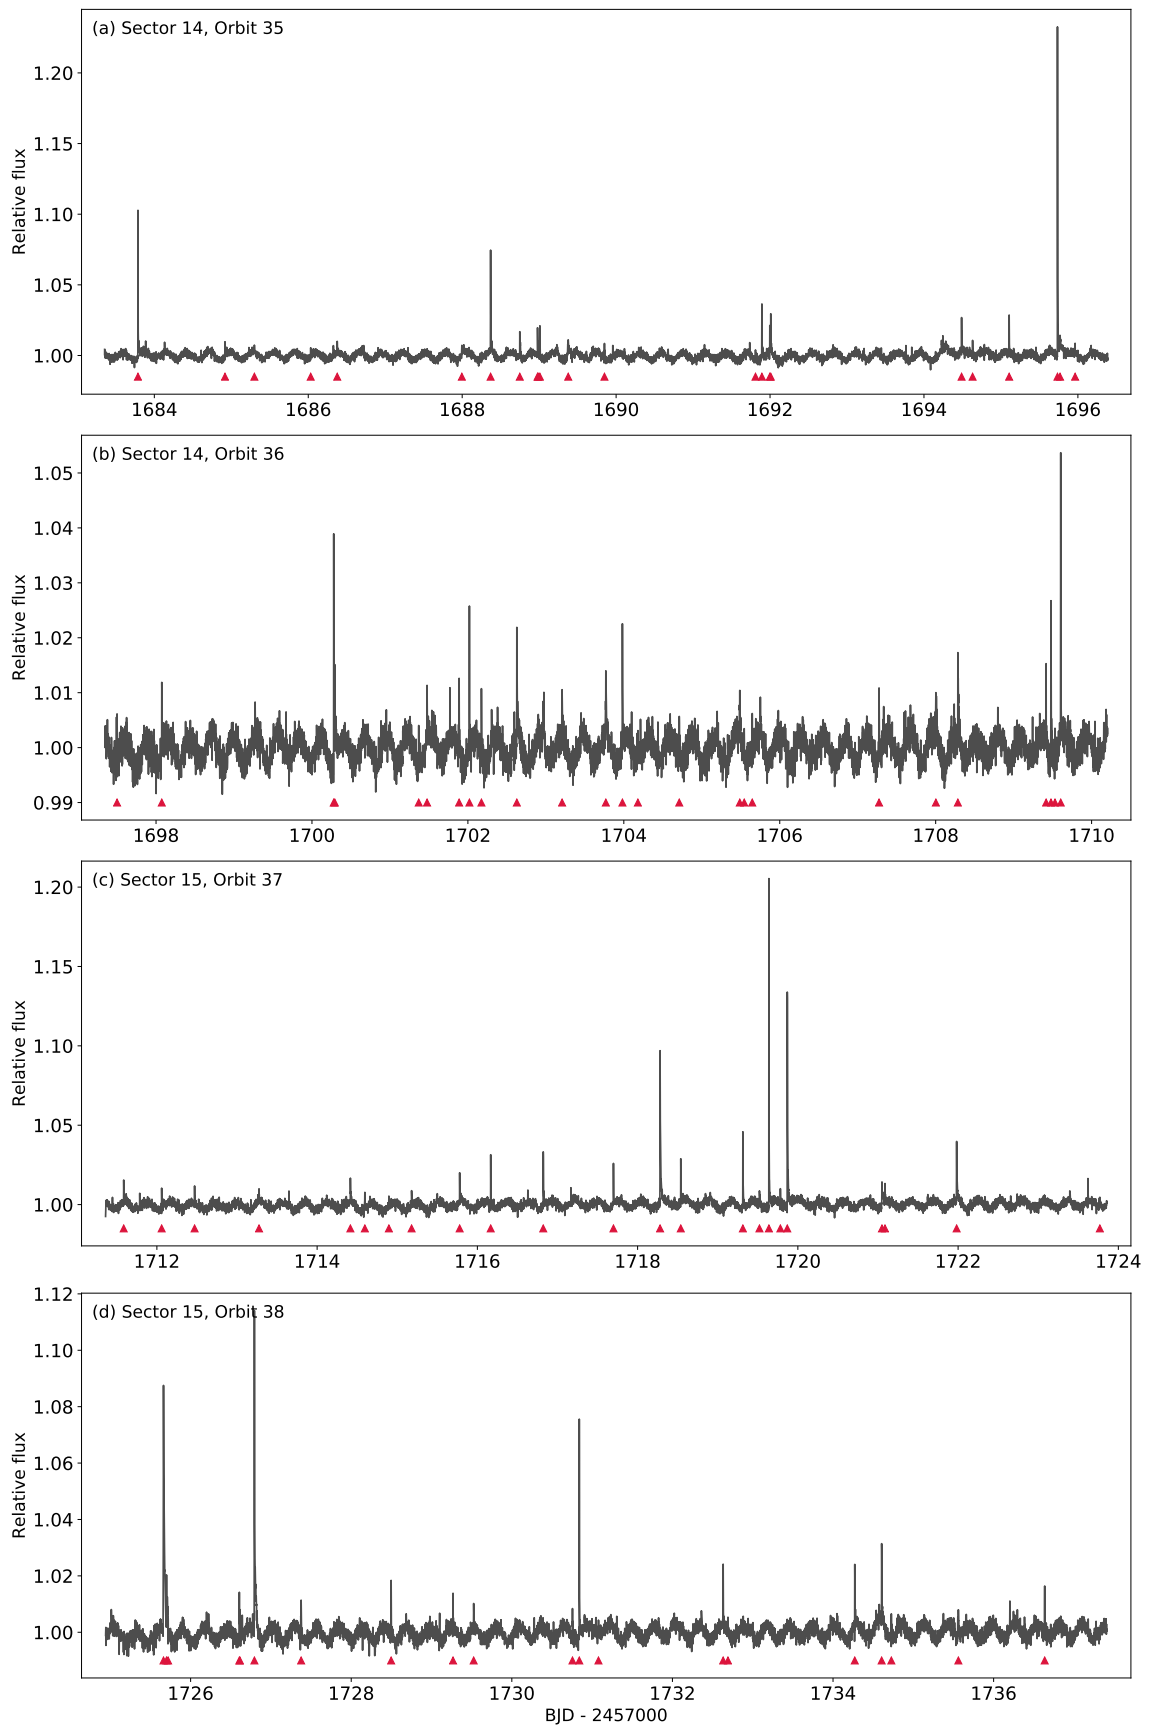 (a) Sector 14, Orbit 35
Relative flux
1.20
1.15
1.10
1.05
1.00
1684 1686 1688 1690 1692 1694 1696
(b) Sector 14, Orbit 36
Relative flux
1.05
1.04
1.03
1.02
1.01
1.00
0.99
1698 1700 1702 1704 1706 1708 1710
(c) Sector 15, Orbit 37
Relative flux
1.20
1.15
1.10
1.05
1.00
1712 1714 1716 1718 1720 1722 1724
(d) Sector 15, Orbit 38
Relative flux
1.12
1.10
1.08
1.06
1.04
1.02
1.00
1726 1728 1730 1732 1734 1736
BJD - 2457000